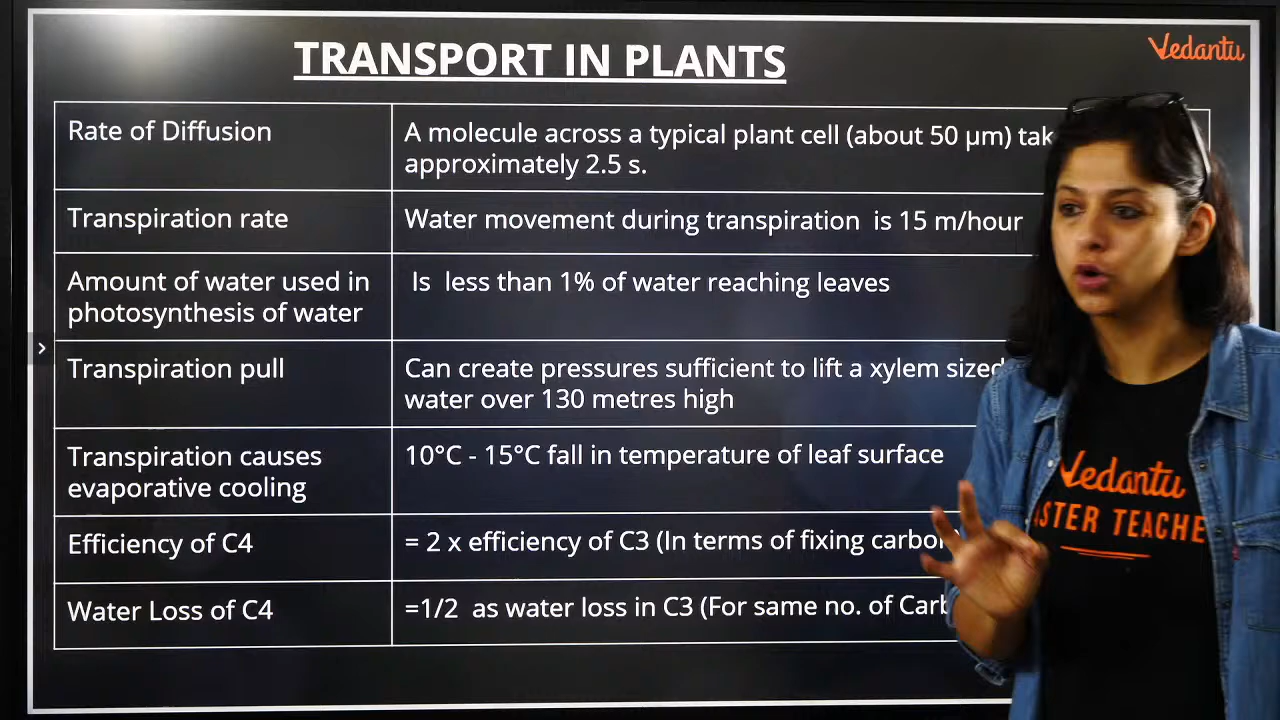 TRANSPORT IN PLANTS
Vedantu
Rate of Diffusion
A molecule across a typical plant cell (about 50 µm)
approximately 2.5 s.
Transpiration rate
Water movement during transpiration is 15 m/hour
Amount of water used in
photosynthesis of water
Is less than 1% of water reaching leaves
Transpiration pull
Can create pressures sufficient to lift a xylem sized
water over 130 metres high
Transpiration causes
evaporative cooling
10°C - 15°C fall in temperature of leaf surface
Efficiency of C4
= 2 x efficiency of C3 (In terms of fixing carbon)
Water Loss of C4
=1/2 as water loss in C3 (For same no. of
Vedantu
TEACHE